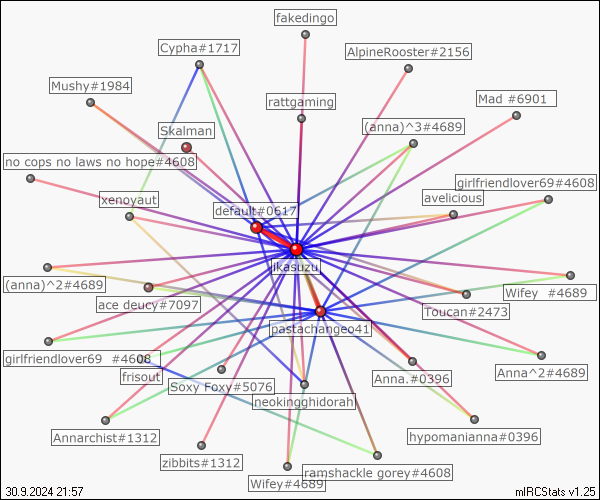 fakedingo
Cypha#1717
AlpineRooster#2156
Mushy#1984
rattgaming
Mad #6901
Skalman
(anna)^3#4689
no cops no laws no hope#4608
girlfriendlover69#4608
xenoyaut
avelicious
default#0617
jikasuzu
(anna)^2#4689
ace deucy#7097
Wifey #4689
Toucan#2473
pastachangeo41
girlfriendlover69 #4608
frisout
Soxy Foxy#5076
Anna.#0396
Anna^2#4689
neokingghidorah
Annarchist#1312
hypomanianna#0396
zibbits#1312
ramshackle gorey#4608
Wifey#4689
30.9.2024 21:57
mIRCStats v1.25